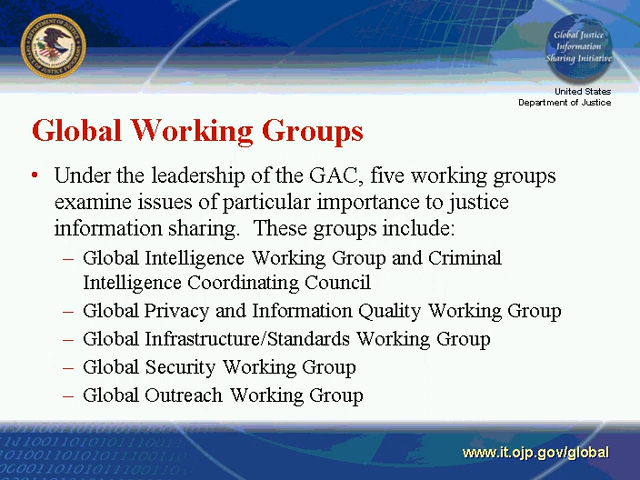 Global Justice
Information
Sharing Initiative
United States
Department of Justice
Global Working Groups
• Under the leadership of the GAC, five working groups
examine issues of particular importance to justice
information sharing. These groups include:
– Global Intelligence Working Group and Criminal
Intelligence Coordinating Council
– Global Privacy and Information Quality Working Group
– Global Infrastructure/Standards Working Group
– Global Security Working Group
– Global Outreach Working Group
www.it.ojp.gov/global